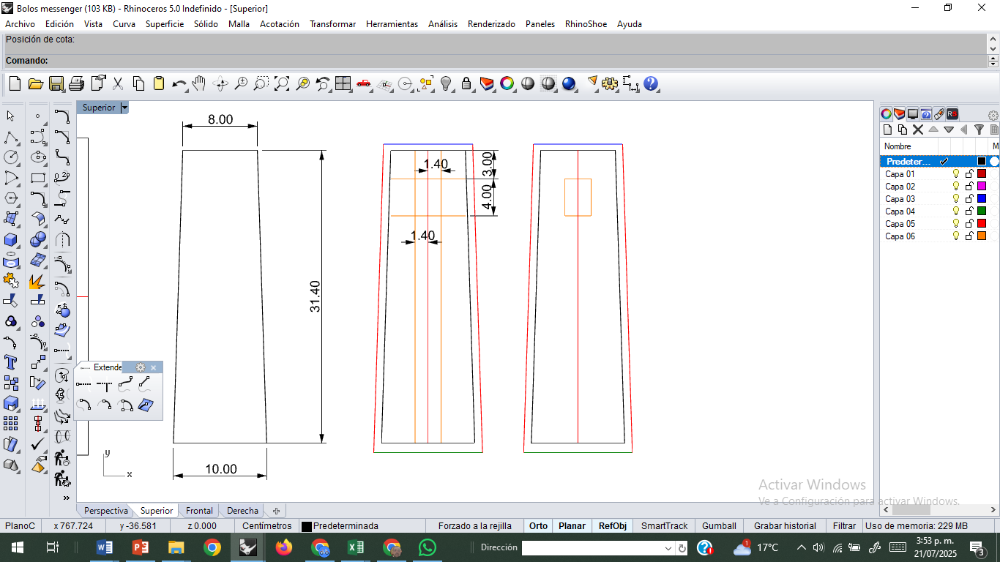 Bolos messenger (103 KB) - Rhinoceros 5.0 Indefinido - [Superior]
Archivo Edición Vista Curva Superficie Sólido Malla Acotación Transformar Herramientas Análisis Renderizado Paneles RhinoShoe Ayuda
Posición de cota:
Comando:
Superior
8.00
1.40
3.00
4.00
1.40
31.40
10.00
y
x
Extende
RS
Nombre M
Predeter...
Capa 01
Capa 02
Capa 03
Capa 04
Capa 05
Capa 06
Activar Windows
Ve a Configuración para activar Windows.
Perspectiva Superior Frontal Derecha
PlanoC x 767.724 y -36.581 z 0.000 Centímetros Predeterminada Forzado a la rejilla Orto Planar RefObj SmartTrack Gumball Grabar historial Filtrar Uso de memoria: 229 MB
Dirección 1 17°C 3:53 p. m.
21/07/2025 3